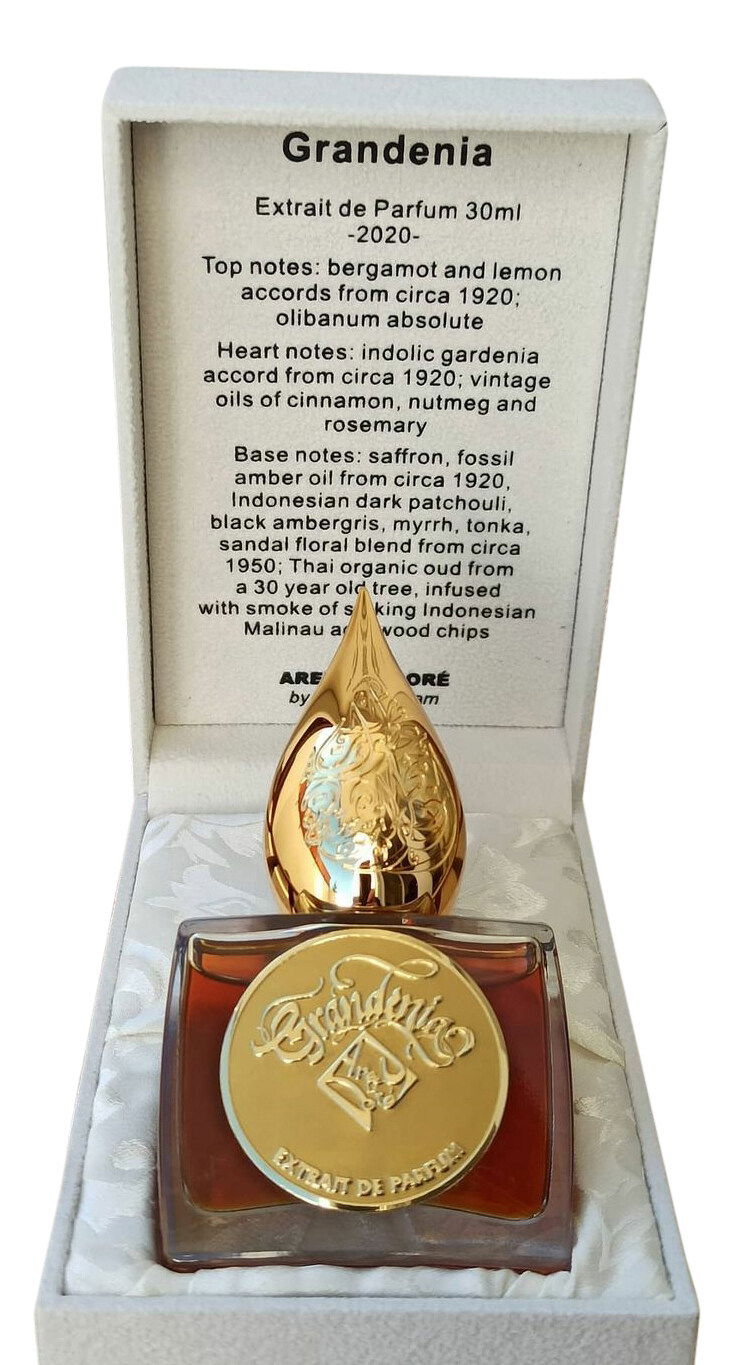 Grandenia
Extrait de Parfum 30ml
-2020-
Top notes: bergamot and lemon
accords from circa 1920;
olibanum absolute
Heart notes: indolic gardenia
accord from circa 1920; vintage
oils of cinnamon, nutmeg and
rosemary
Base notes: saffron, fossil
amber oil from circa 1920,
Indonesian dark patchouli,
black ambergris, myrrh, tonka,
sandal floral blend from circa
1950; Thai organic oud from
a 30 year old tree, infused
with smoke of Indonesian
Malinau chips
by
Grandenia
EXTRAIT DE PARFUM